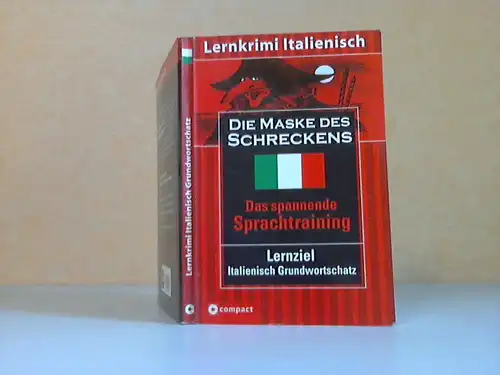 Lernkrimi Italienisch
DIE MASKE DES
SCHRECKENS
Das spannende
Sprachtraining
Lernziel
Italienisch Grundwortschatz
compact
Lernkrimi Italienisch Grundwortschatz